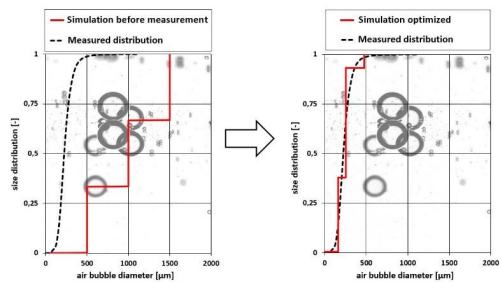 Simulation before measurement
Measured distribution
1
0,75
0,5
0,25
0
size distribution [-]
0 500 1000 1500 2000
air bubble diameter [µm]
Simulation optimized
Measured distribution
1
0,75
0,5
0,25
0
size distribution [-]
0 500 1000 1500 2000
air bubble diameter [µm]